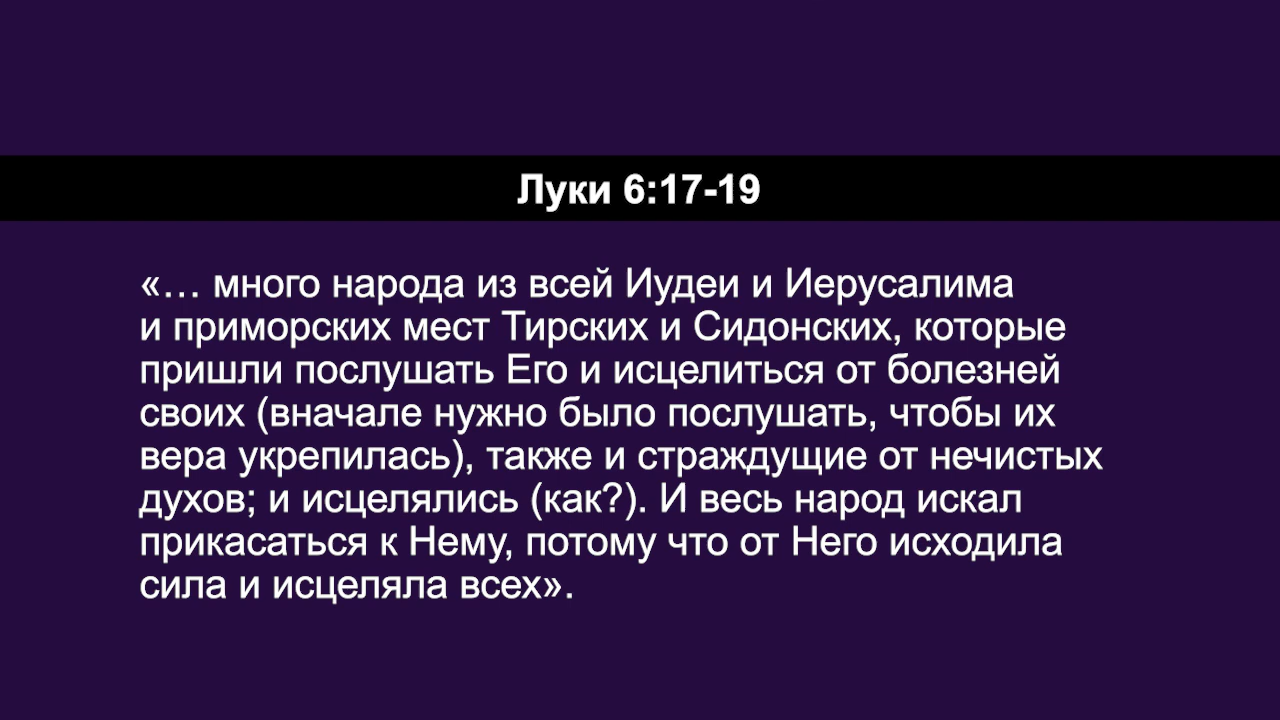 Луки 6:17-19
«… много народа из всей Иудеи и Иерусалима
и приморских мест Тирских и Сидонских, которые
пришли послушать Его и исцелиться от болезней
своих (вначале нужно было послушать, чтобы их
вера укрепилась), также и страждущие от нечистых
духов; и исцелялись (как?). И весь народ искал
прикасаться к Нему, потому что от Него исходила
сила и исцеляла всех».